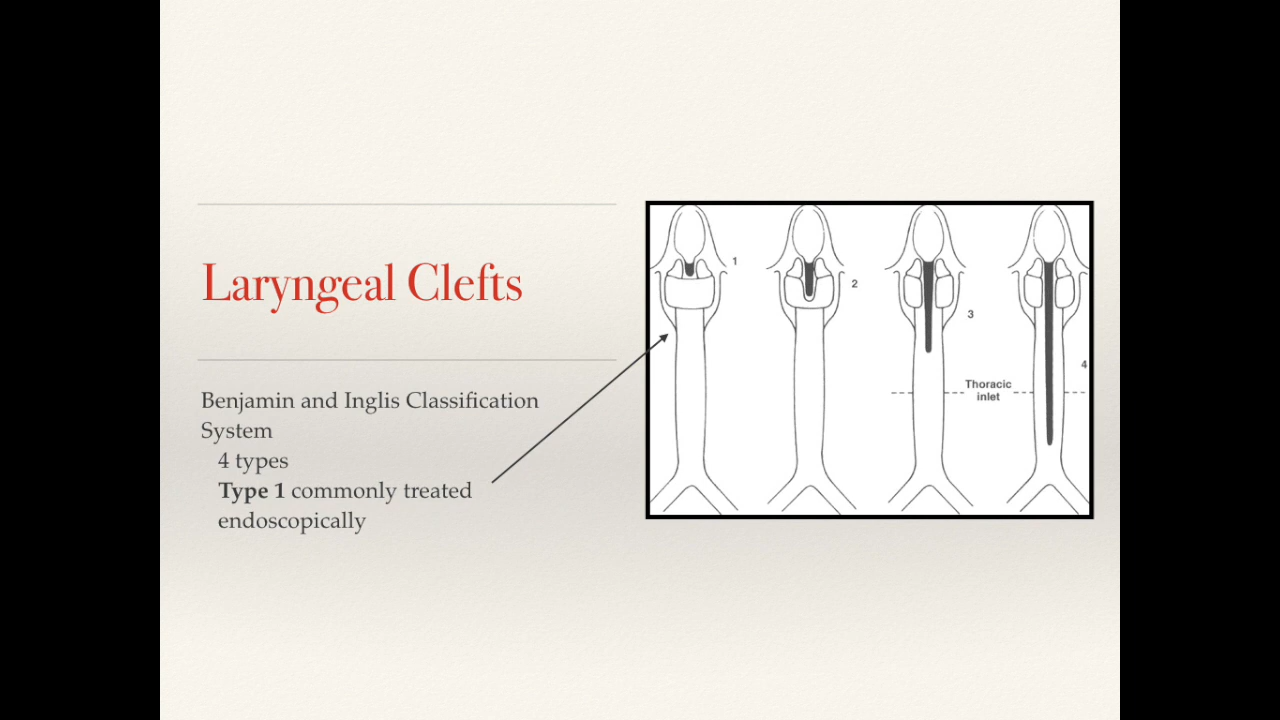 Laryngeal Clefts
Benjamin and Inglis Classification
System
4 types
Type 1 commonly treated
endoscopically
1
2
3
4
Thoracic
inlet